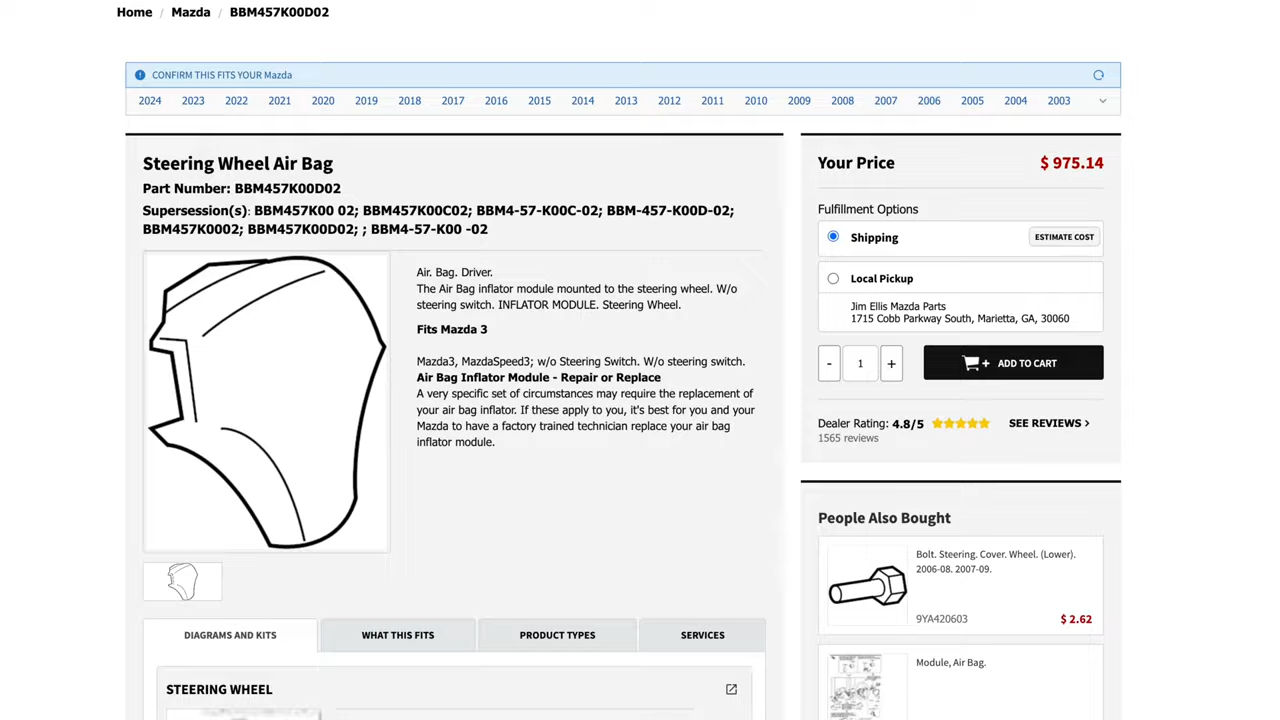 Home / Mazda / BBM457K00D02
CONFIRM THIS FITS YOUR Mazda
2024 2023 2022 2021 2020 2019 2018 2017 2016 2015 2014 2013 2012 2011 2010 2009 2008 2007 2006 2005 2004 2003
Steering Wheel Air Bag
Part Number: BBM457K00D02
Supersession(s): BBM457K00 02; BBM457K00C02; BBM4-57-K00C-02; BBM-457-K00D-02;
BBM457K0002; BBM457K00D02; ; BBM4-57-K00 -02
Air. Bag. Driver.
The Air Bag inflator module mounted to the steering wheel. W/o
steering switch. INFLATOR MODULE. Steering Wheel.
Fits Mazda 3
Mazda3, MazdaSpeed3; w/o Steering Switch. W/o steering switch.
Air Bag Inflator Module - Repair or Replace
A very specific set of circumstances may require the replacement of
your air bag inflator. If these apply to you, it's best for you and your
Mazda to have a factory trained technician replace your air bag
inflator module.
DIAGRAMS AND KITS
WHAT THIS FITS
PRODUCT TYPES
SERVICES
STEERING WHEEL
Your Price $ 975.14
Fulfillment Options
Shipping ESTIMATE COST
Local Pickup
Jim Ellis Mazda Parts
1715 Cobb Parkway South, Marietta, GA, 30060
- 1 + + ADD TO CART
Dealer Rating: 4.8/5 SEE REVIEWS >
1565 reviews
People Also Bought
Bolt. Steering. Cover. Wheel. (Lower).
2006-08. 2007-09.
9YA420603 $ 2.62
Module, Air Bag.